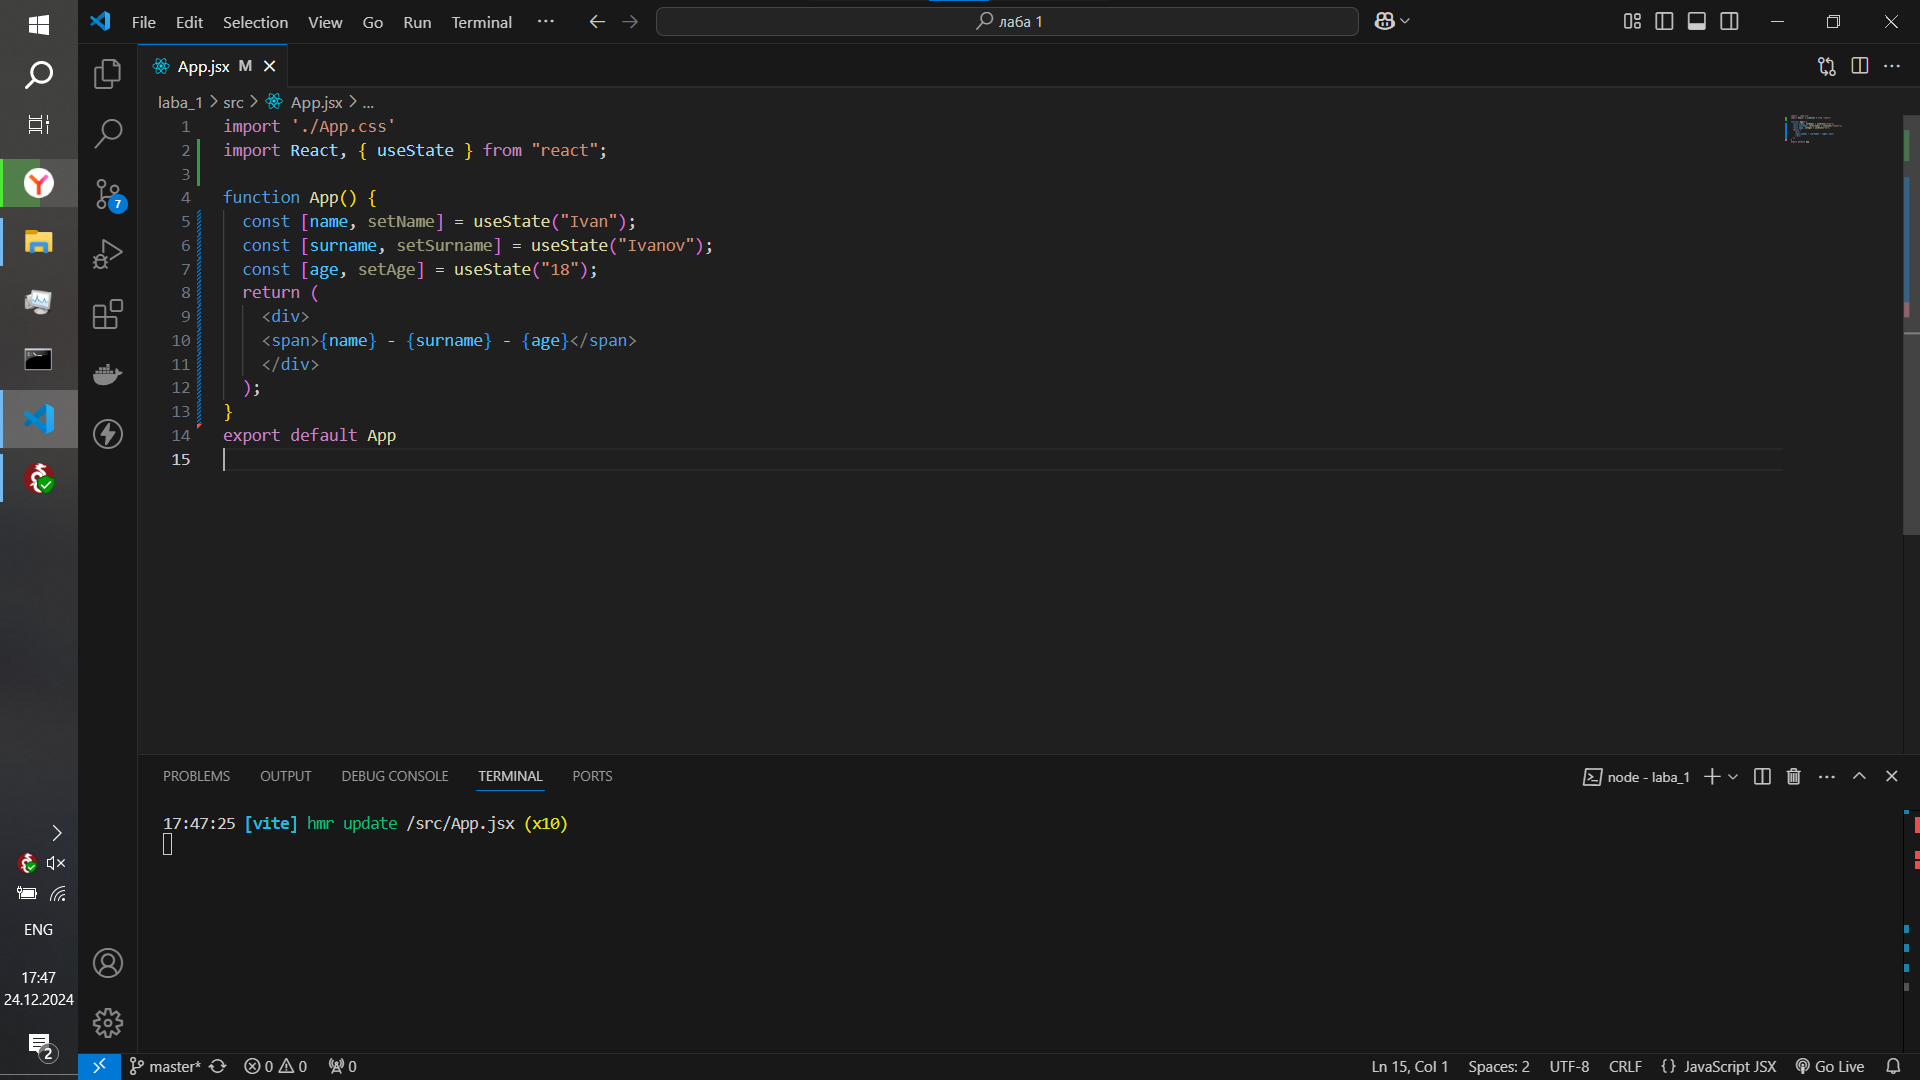 File Edit Selection View Go Run Terminal ···
лаба 1
App.jsx M
laba_1 > src > App.jsx > ...
1 import './App.css'
2 import React, { useState } from "react";
3
4 function App() {
5 const [name, setName] = useState("Ivan");
6 const [surname, setSurname] = useState("Ivanov");
7 const [age, setAge] = useState("18");
8 return (
9 <div>
10 <span>{name} - {surname} - {age}</span>
11 </div>
12 );
13 }
14 export default App
15
7
PROBLEMS OUTPUT DEBUG CONSOLE TERMINAL PORTS
node - laba_1
17:47:25 [vite] hmr update /src/App.jsx (x10)
ENG
17:47
24.12.2024
2
master* 0 0 0
Ln 15, Col 1 Spaces: 2 UTF-8 CRLF {} JavaScript JSX Go Live